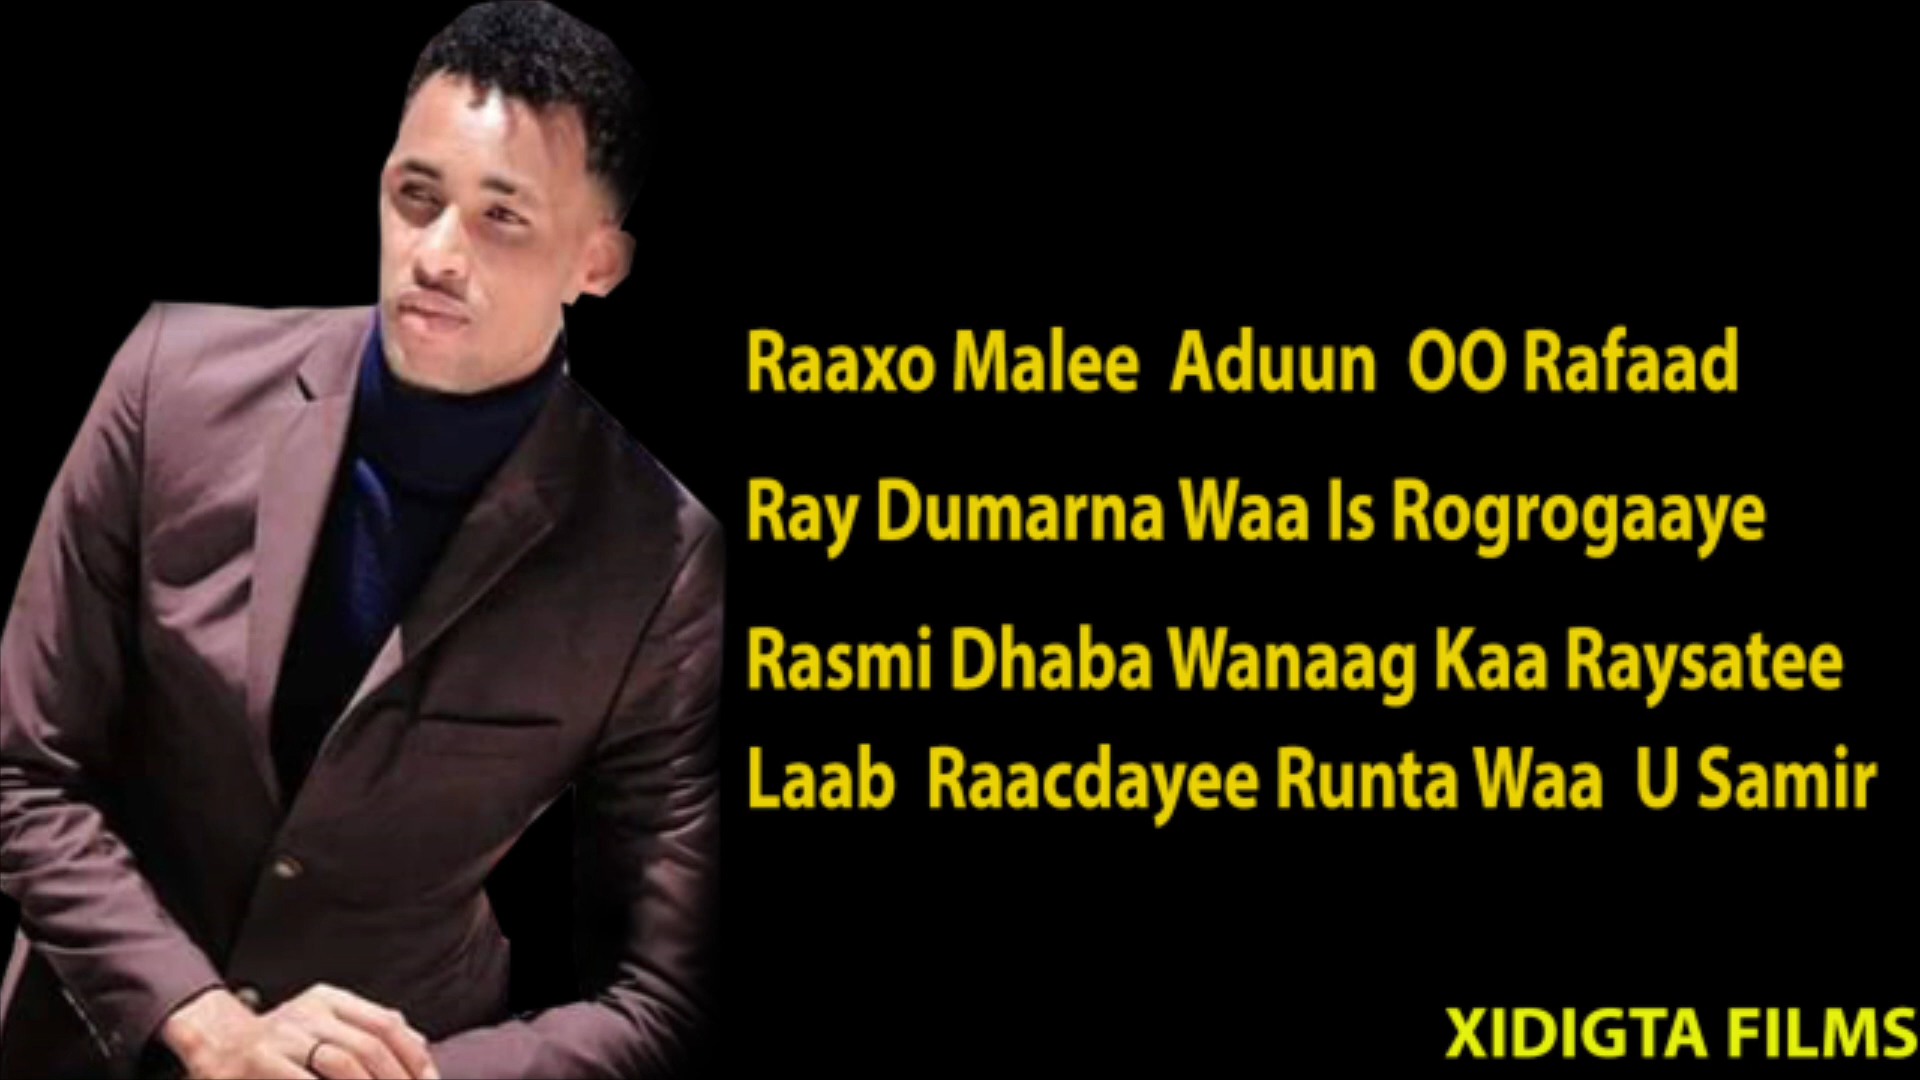 Raaxo Malee Aduun OO Rafaad
Ray Dumarna Waa Is Rogrogaaye
Rasmi Dhaba Wanaag Kaa Raysatee
Laab Raacdayee Runta Waa U Samir
XIDIGTA FILMS